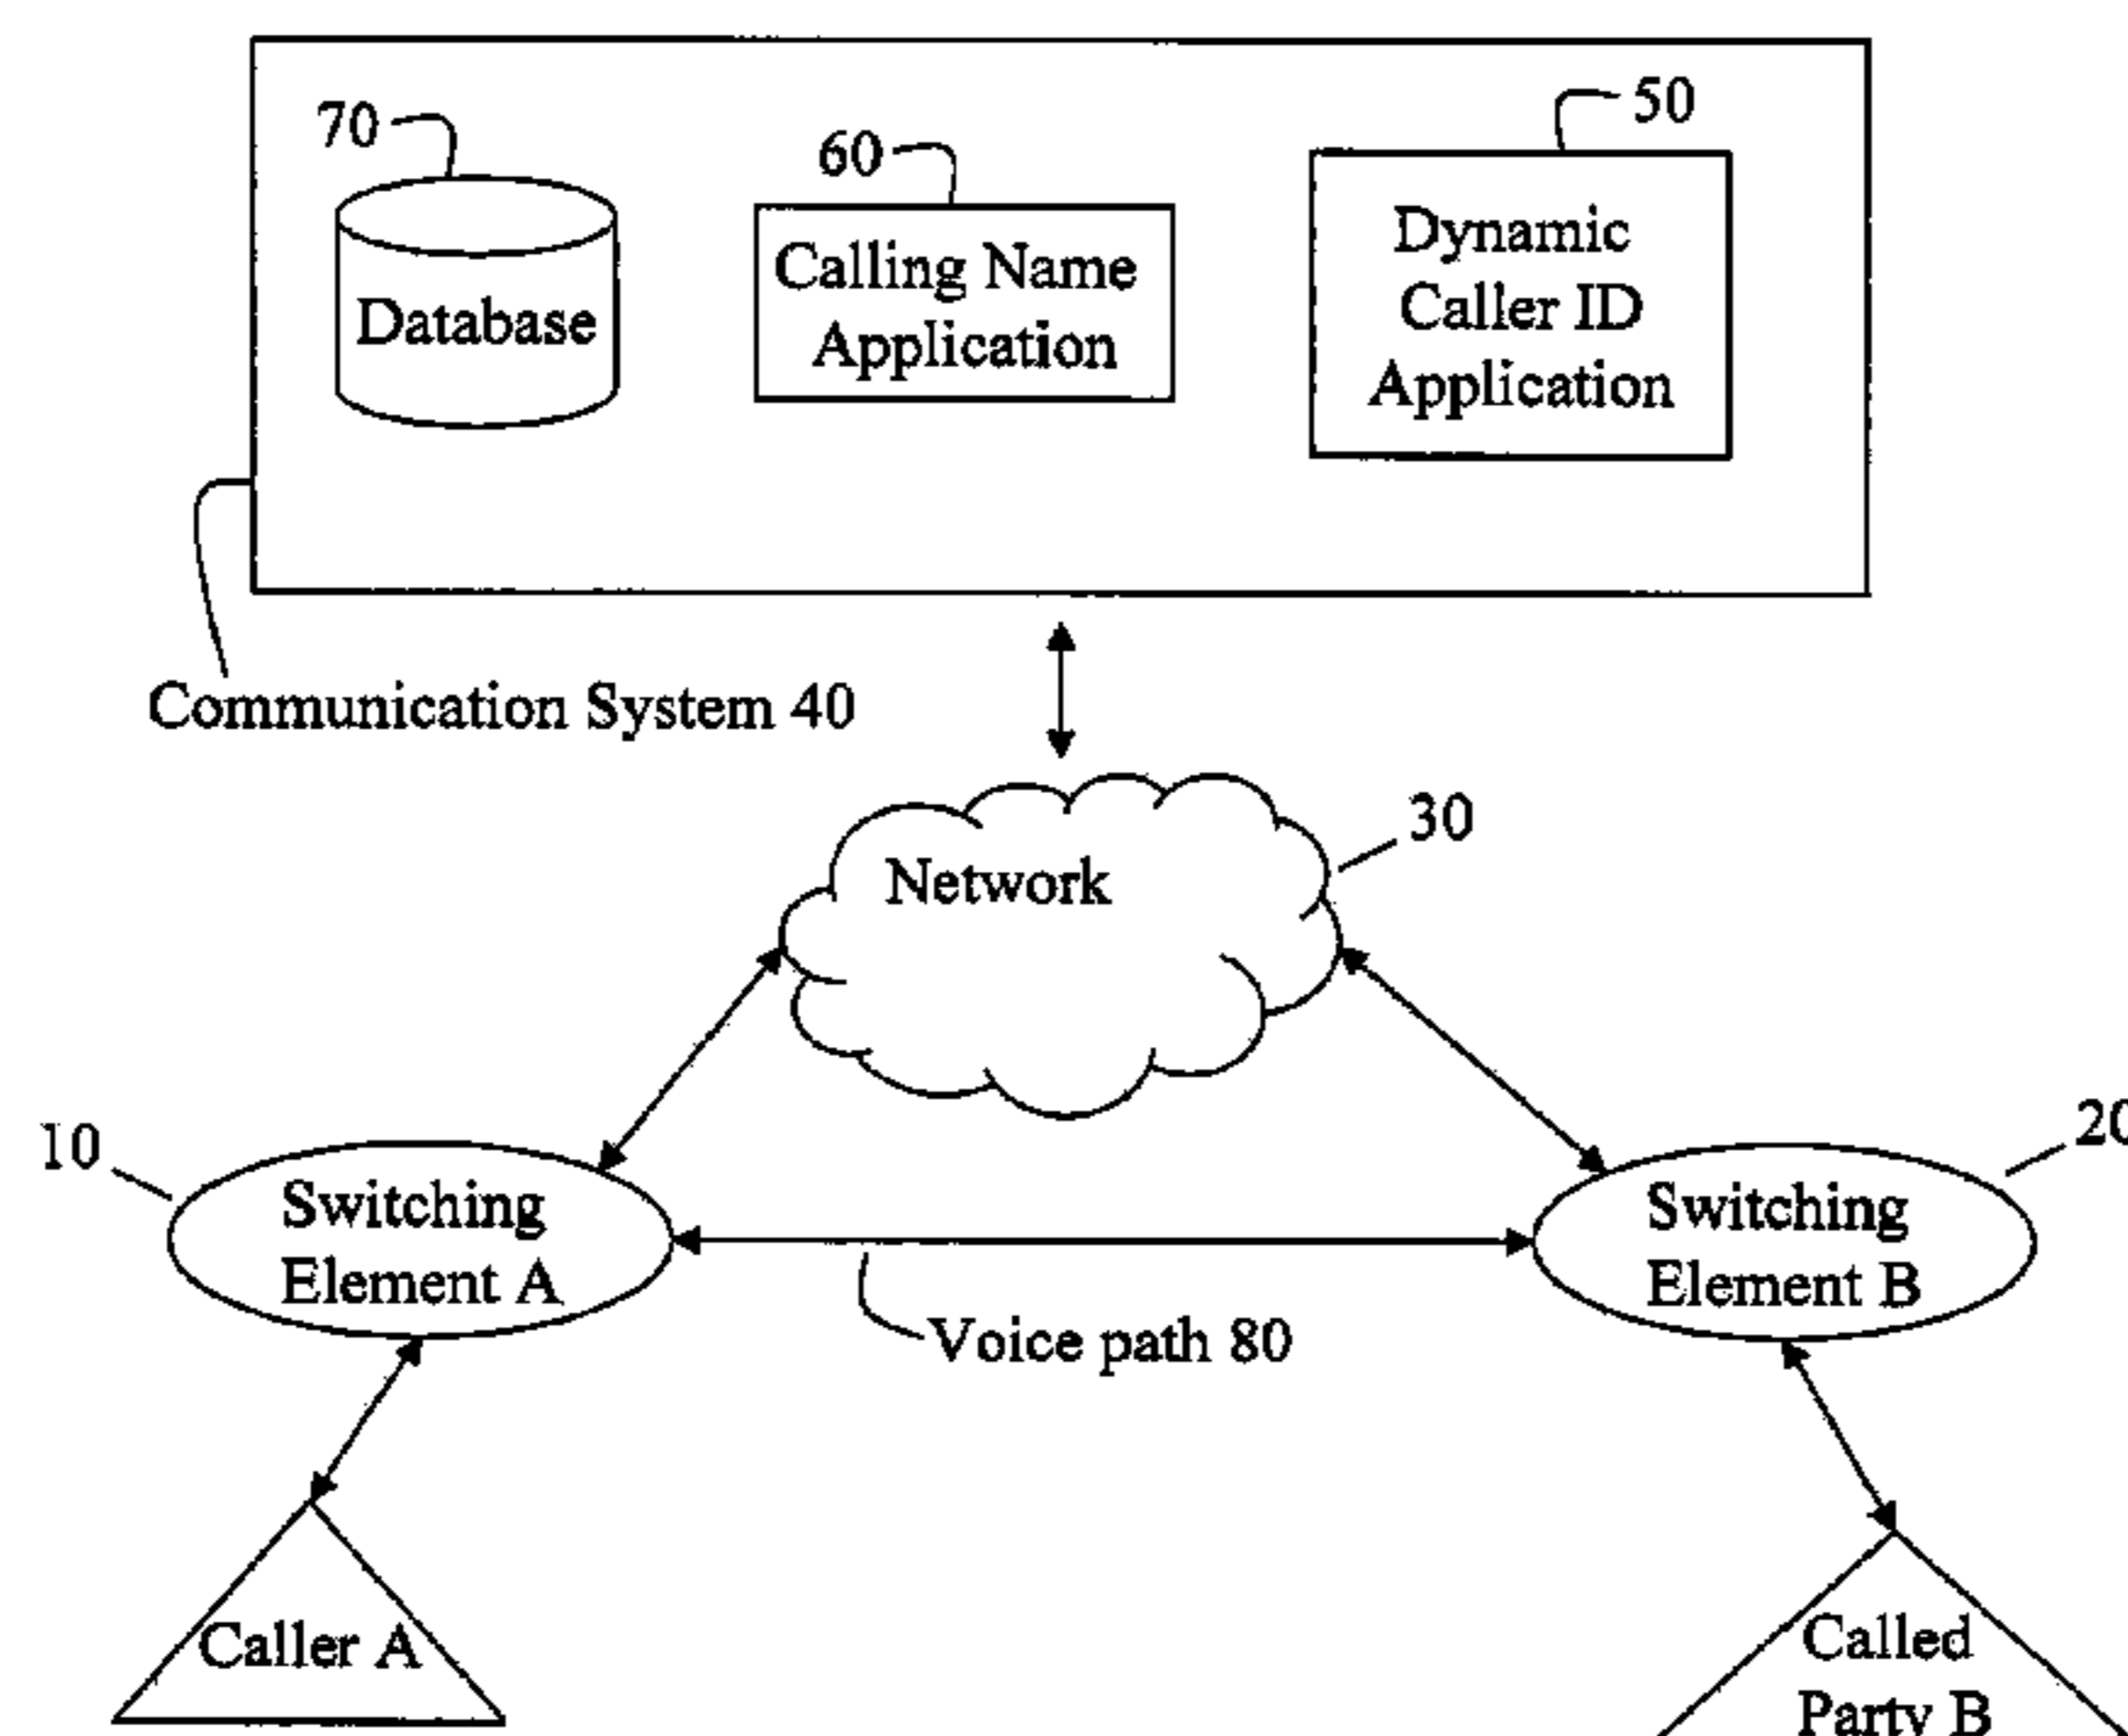 70
60
50
Database
Calling Name
Application
Dynamic
Caller ID
Application
Communication System 40
30
Network
10
20
Switching
Element A
Switching
Element B
Voice path 80
Caller A
Called
Party B